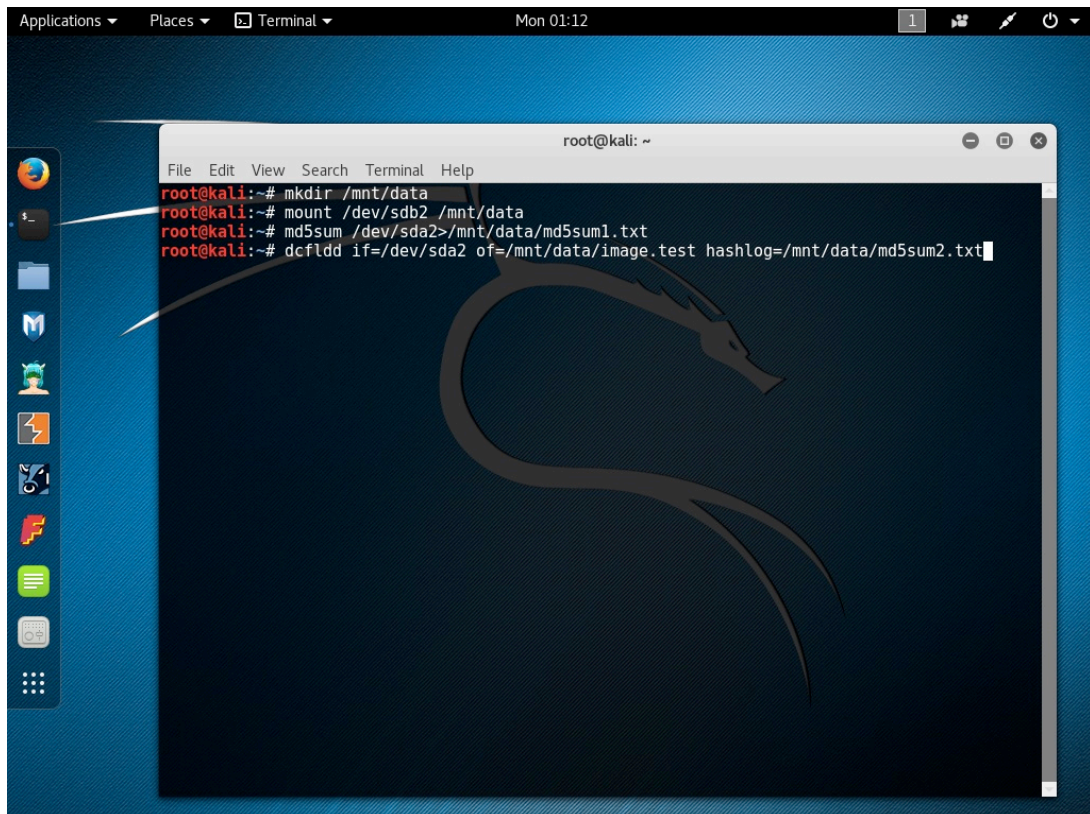 Applications Places Terminal Mon 01:12 1
root@kali: ~
File Edit View Search Terminal Help
root@kali:~# mkdir /mnt/data
root@kali:~# mount /dev/sdb2 /mnt/data
root@kali:~# md5sum /dev/sda2>/mnt/data/md5sum1.txt
root@kali:~# dcfldd if=/dev/sda2 of=/mnt/data/image.test hashlog=/mnt/data/md5sum2.txt